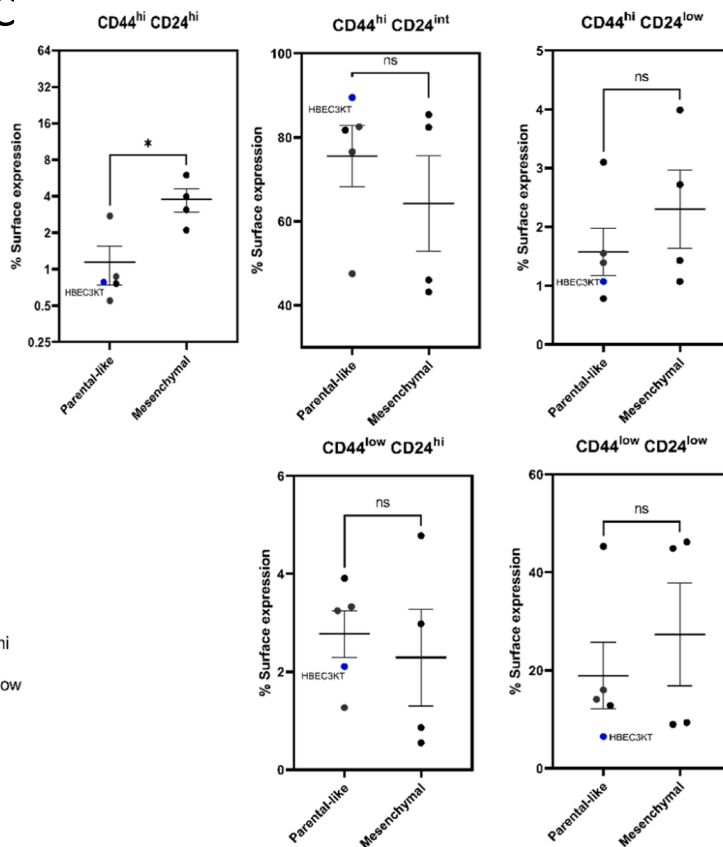 C
CD44hi CD24hi
CD44hi CD24int
CD44hi CD24low
% Surface expression
64
32
16
8
4
2
1
0.5
0.25
*
HBEC3KT
Parental-like
Mesenchymal
% Surface expression
100
80
60
40
ns
HBEC3KT
Parental-like
Mesenchymal
% Surface expression
5
4
3
2
1
0
ns
HBEC3KT
Parental-like
Mesenchymal
CD44low CD24hi
CD44low CD24low
% Surface expression
6
4
2
0
ns
HBEC3KT
Parental-like
Mesenchymal
% Surface expression
60
40
20
0
ns
HBEC3KT
Parental-like
Mesenchymal
hi
ow